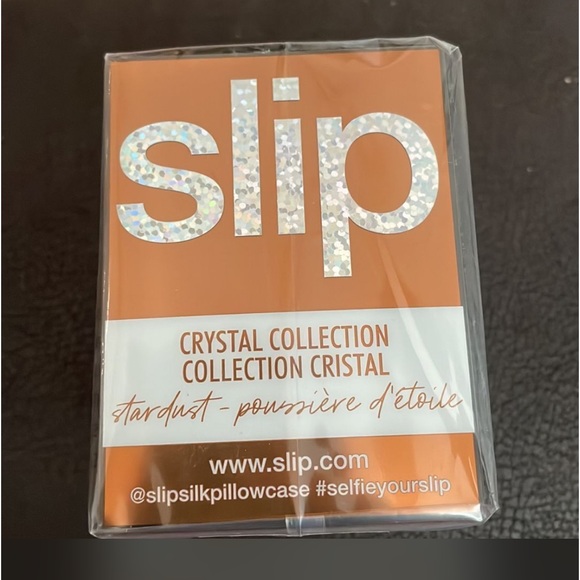 slip
CRYSTAL COLLECTION
COLLECTION CRISTAL
stardust - poussière d'étoile
www.slip.com
@slipsilkpillowcase #selfieyourslip